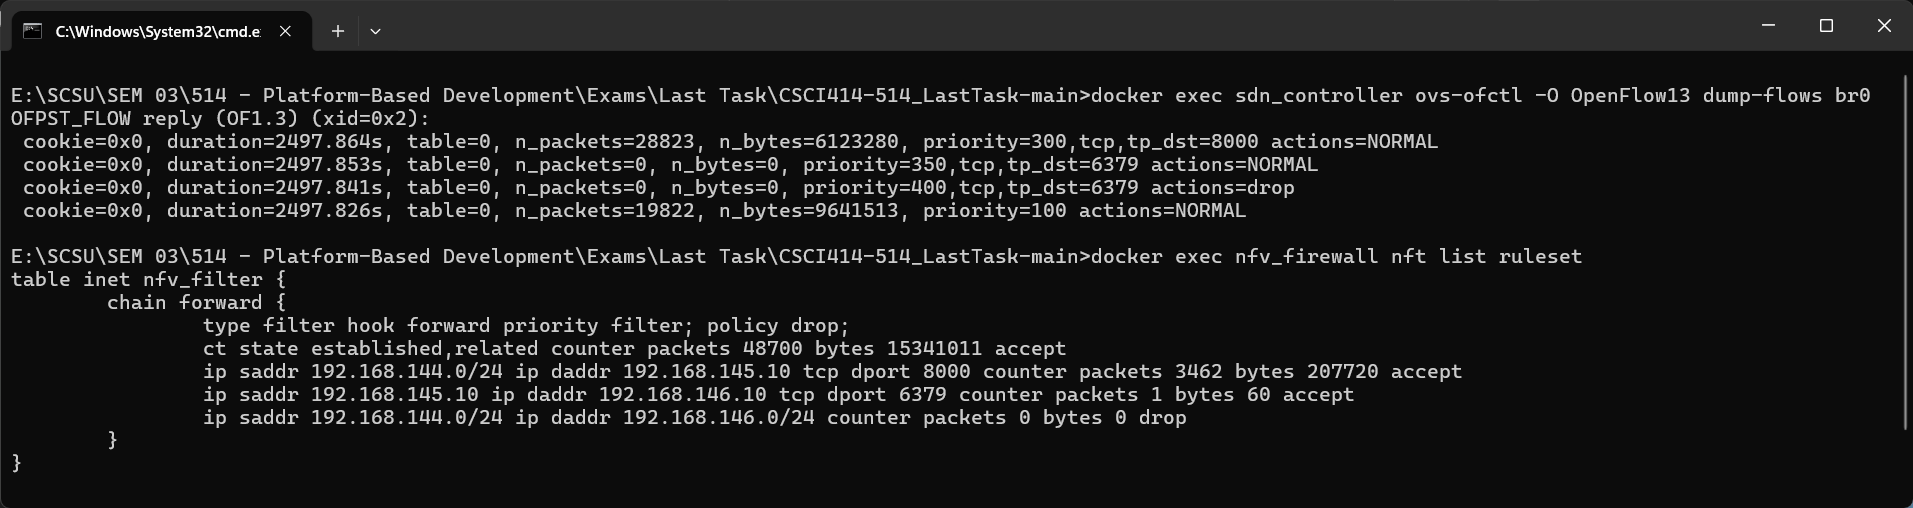 C:\Windows\System32\cmd.e
E:\SCSU\SEM 03\514 - Platform-Based Development\Exams\Last Task\CSCI414-514_LastTask-main>docker exec sdn_controller ovs-ofctl -O OpenFlow13 dump-flows br0
OFPST_FLOW reply (OF1.3) (xid=0x2):
 cookie=0x0, duration=2497.864s, table=0, n_packets=28823, n_bytes=6123280, priority=300,tcp,tp_dst=8000 actions=NORMAL
 cookie=0x0, duration=2497.853s, table=0, n_packets=0, n_bytes=0, priority=350,tcp,tp_dst=6379 actions=NORMAL
 cookie=0x0, duration=2497.841s, table=0, n_packets=0, n_bytes=0, priority=400,tcp,tp_dst=6379 actions=drop
 cookie=0x0, duration=2497.826s, table=0, n_packets=19822, n_bytes=9641513, priority=100 actions=NORMAL
E:\SCSU\SEM 03\514 - Platform-Based Development\Exams\Last Task\CSCI414-514_LastTask-main>docker exec nfv_firewall nft list ruleset
table inet nfv_filter {
        chain forward {
                type filter hook forward priority filter; policy drop;
                ct state established,related counter packets 48700 bytes 15341011 accept
                ip saddr 192.168.144.0/24 ip daddr 192.168.145.10 tcp dport 8000 counter packets 3462 bytes 207720 accept
                ip saddr 192.168.145.10 ip daddr 192.168.146.10 tcp dport 6379 counter packets 1 bytes 60 accept
                ip saddr 192.168.144.0/24 ip daddr 192.168.146.0/24 counter packets 0 bytes 0 drop
        }
}